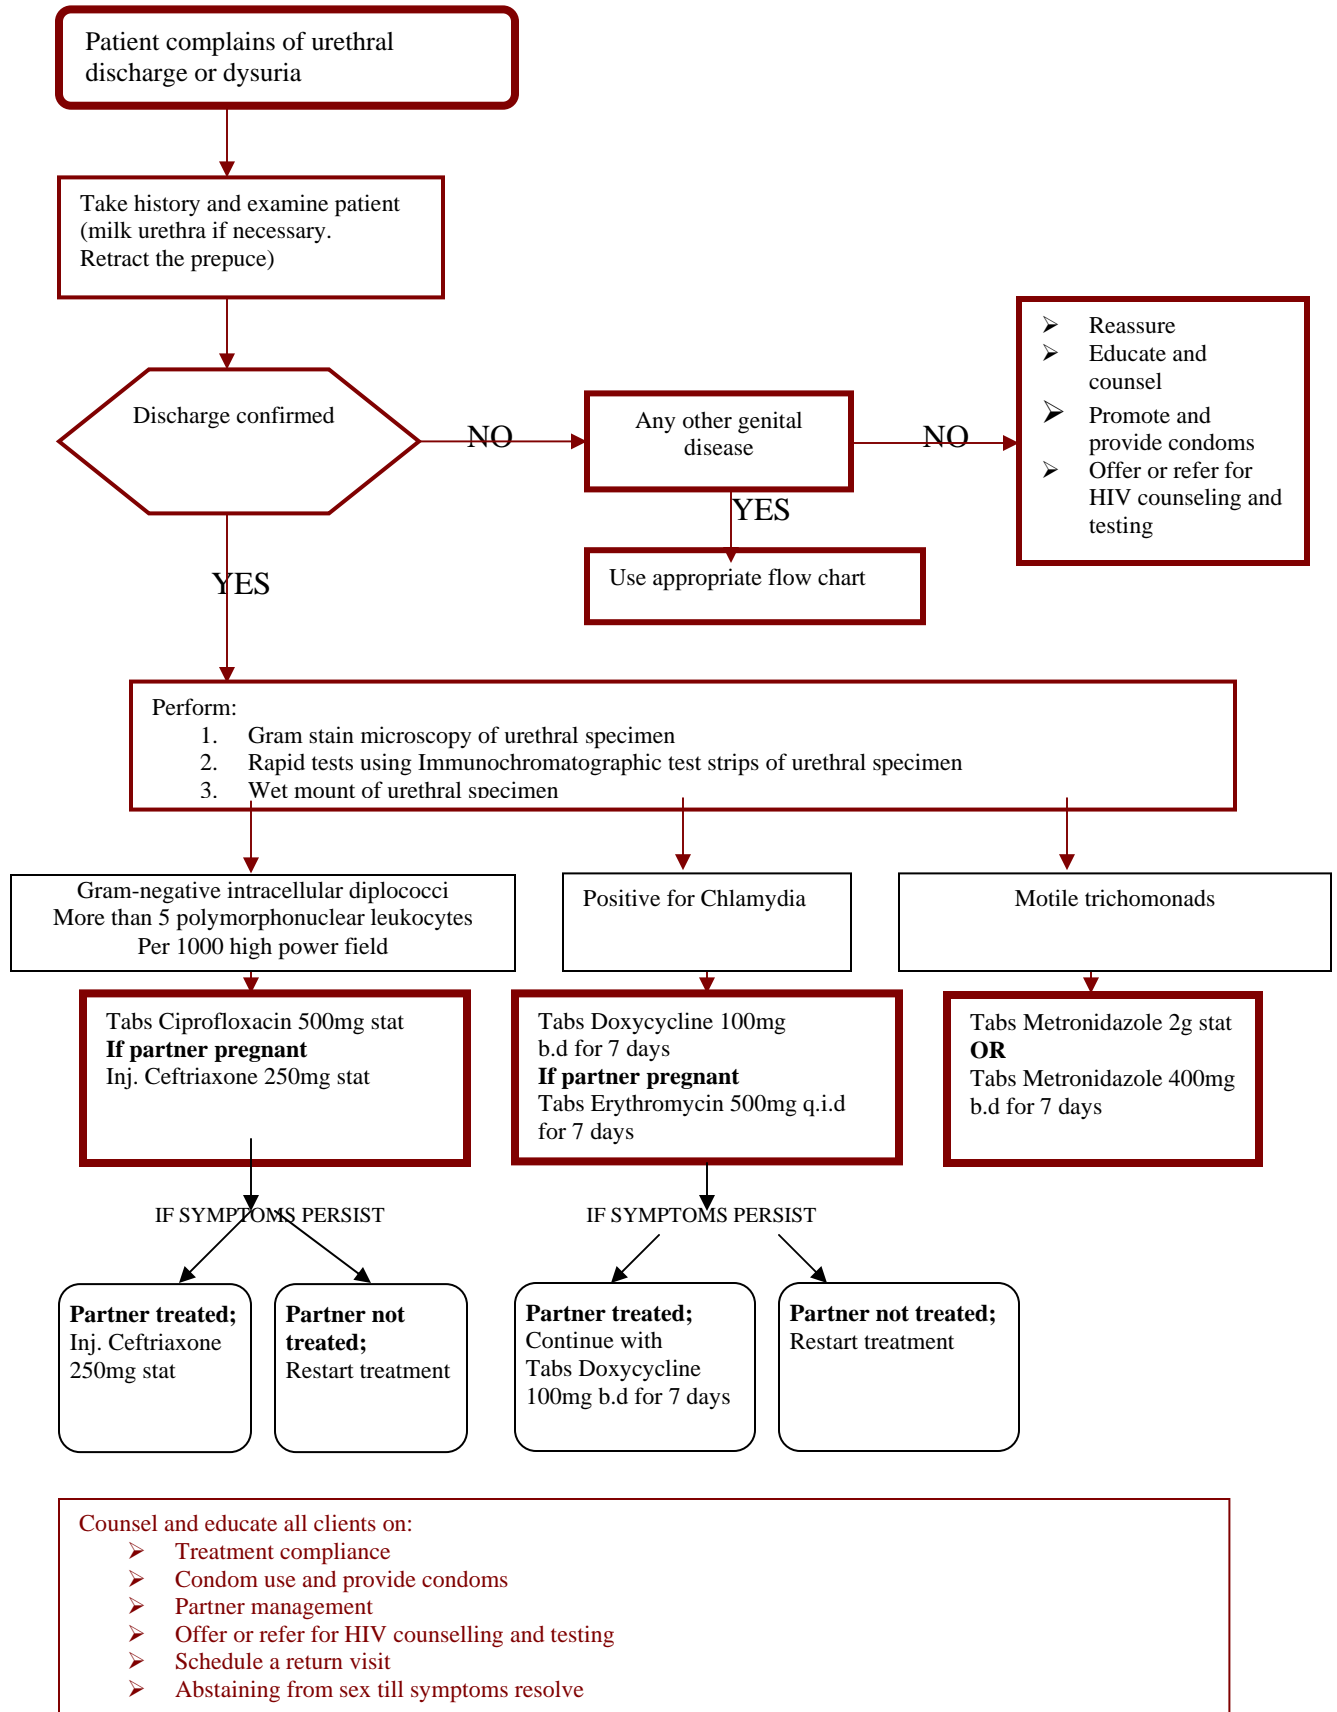 Patient complains of urethral
discharge or dysuria
Take history and examine patient
(milk urethra if necessary.
Retract the prepuce)
Discharge confirmed
NO
Any other genital
disease
NO
➢ Reassure
➢ Educate and
counsel
➢ Promote and
provide condoms
➢ Offer or refer for
HIV counseling and
testing
YES
Use appropriate flow chart
YES
Perform:
1. Gram stain microscopy of urethral specimen
2. Rapid tests using Immunochromatographic test strips of urethral specimen
3. Wet mount of urethral specimen
Gram-negative intracellular diplococci
More than 5 polymorphonuclear leukocytes
Per 1000 high power field
Positive for Chlamydia
Motile trichomonads
Tabs Ciprofloxacin 500mg stat
If partner pregnant
Inj. Ceftriaxone 250mg stat
Tabs Doxycycline 100mg
b.d for 7 days
If partner pregnant
Tabs Erythromycin 500mg q.i.d
for 7 days
Tabs Metronidazole 2g stat
OR
Tabs Metronidazole 400mg
b.d for 7 days
IF SYMPTOMS PERSIST
IF SYMPTOMS PERSIST
Partner treated;
Inj. Ceftriaxone
250mg stat
Partner not
treated;
Restart treatment
Partner treated;
Continue with
Tabs Doxycycline
100mg b.d for 7 days
Partner not treated;
Restart treatment
Counsel and educate all clients on:
➢ Treatment compliance
➢ Condom use and provide condoms
➢ Partner management
➢ Offer or refer for HIV counselling and testing
➢ Schedule a return visit
➢ Abstaining from sex till symptoms resolve